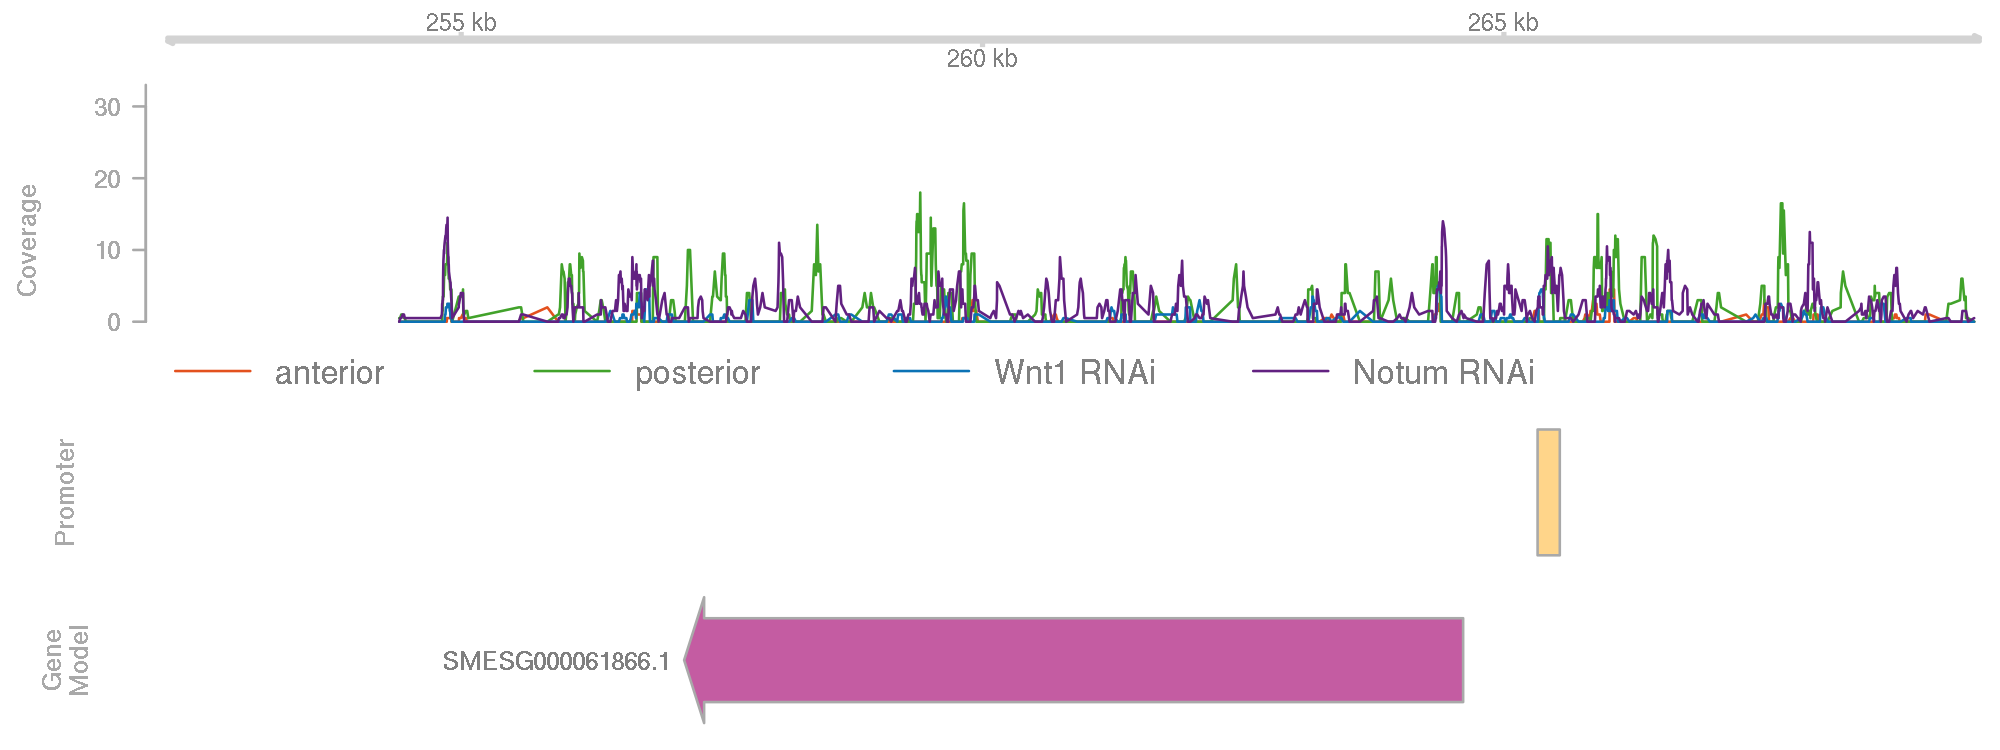 255 kb
265 kb
260 kb
30
20
10
0
Coverage
anterior posterior Wnt1 RNAi Notum RNAi
Promoter
Gene
Model
SMESG000061866.1